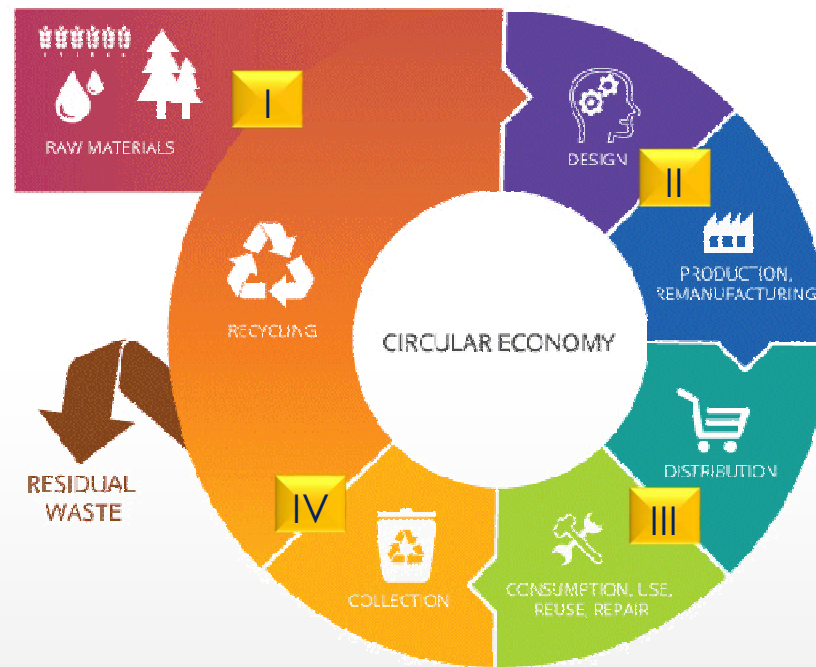 RAW MATERIALS
I
DESIGN
II
PRODUCTION,
REMANUFACTURING
RECYCLING
CIRCULAR ECONOMY
DISTRIBUTION
RESIDUAL
WASTE
IV
III
COLLECTION
CONSUMPTION, USE,
REUSE, REPAIR